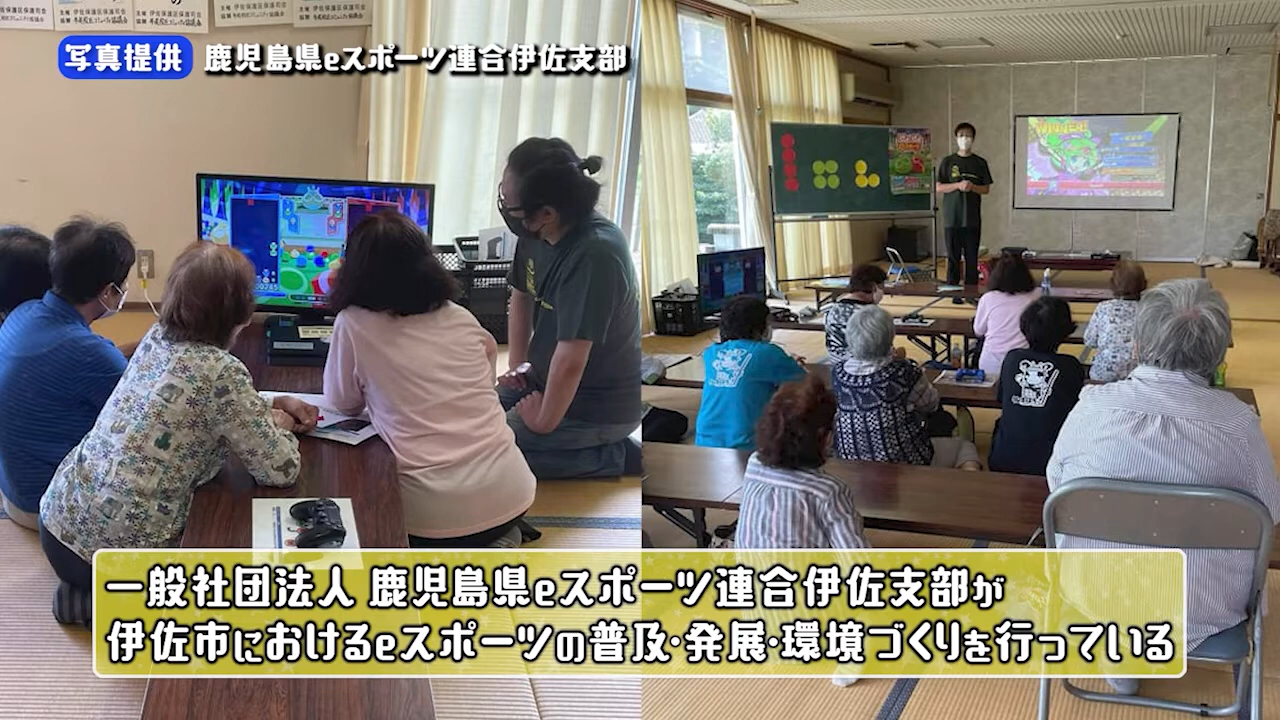 写真提供 鹿児島県eスポーツ連合伊佐支部
一般社団法人 鹿児島県eスポーツ連合伊佐支部が
伊佐市におけるeスポーツの普及・発展・環境づくりを行っている